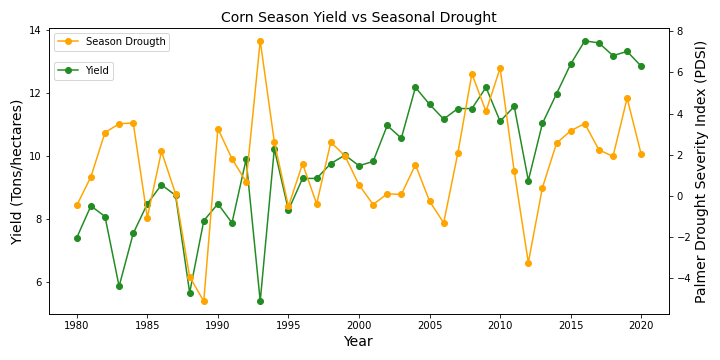 Corn Season Yield vs Seasonal Drought
Season Drougth
Yield
Yield (Tons/hectares)
14
12
10
8
6
8
6
4
2
0
−2
−4
Palmer Drought Severity Index (PDSI)
1980 1985 1990 1995 2000 2005 2010 2015 2020
Year